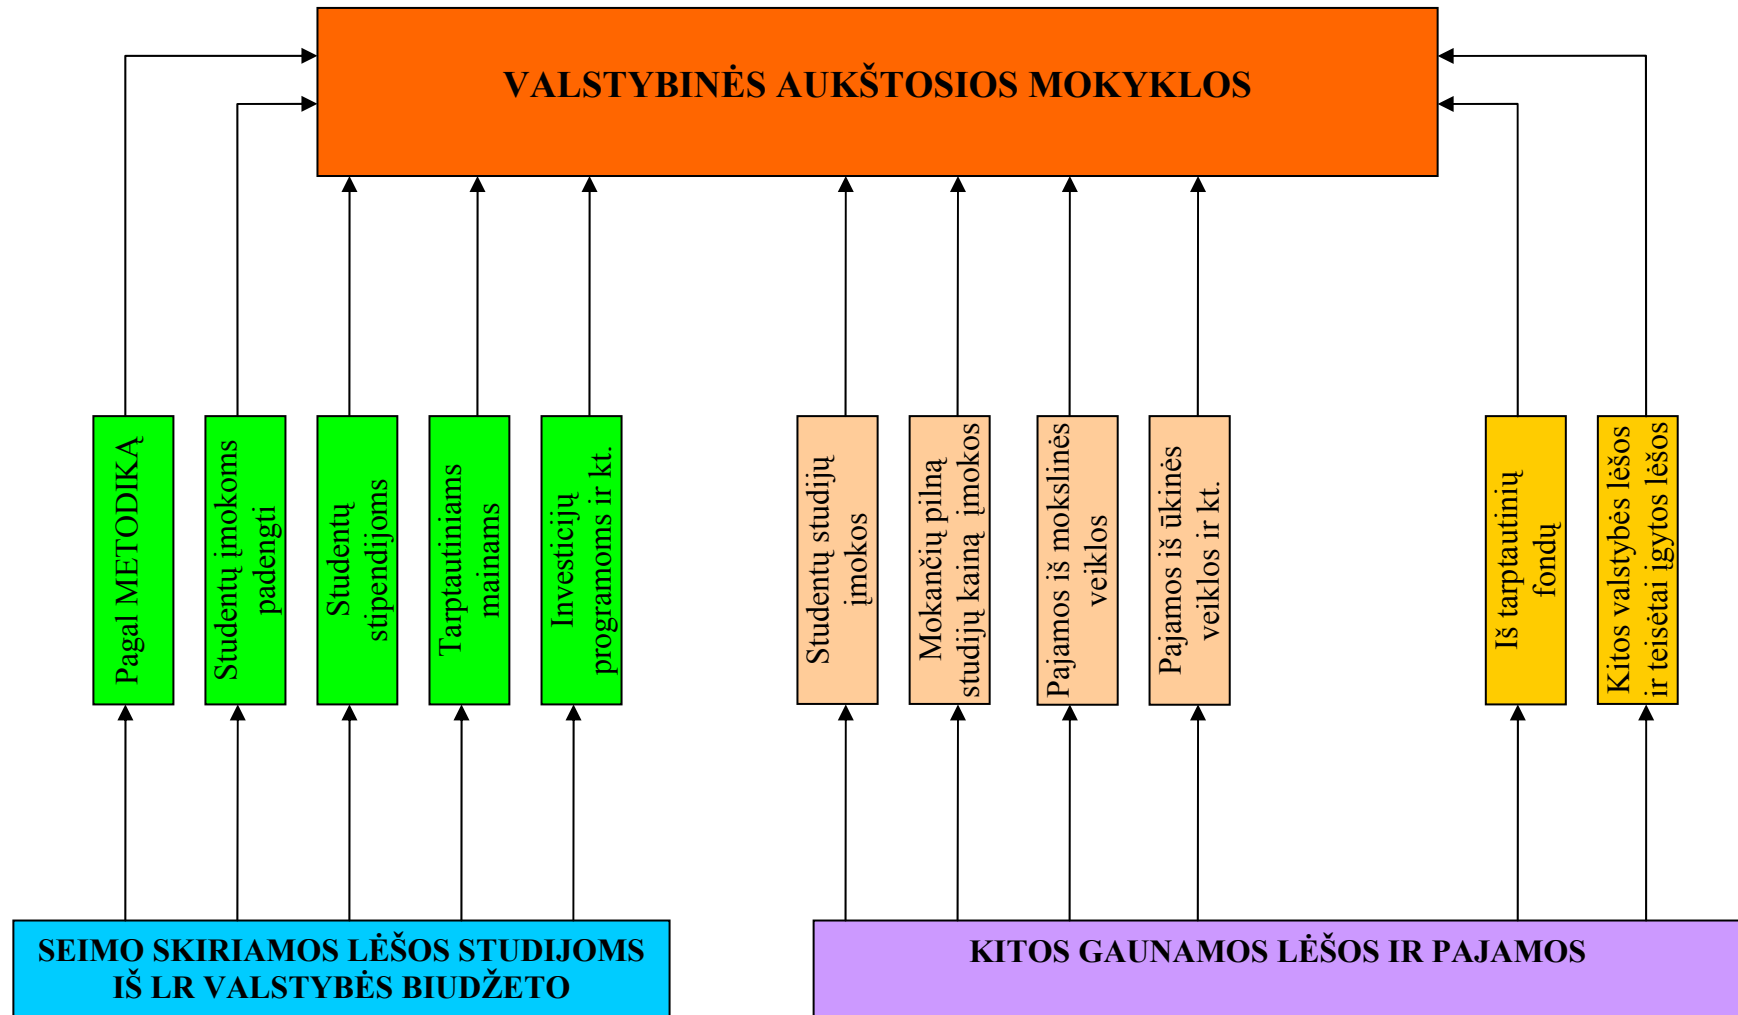 VALSTYBINĖS AUKŠTOSIOS MOKYKLOS
Pagal METODIKĄ
Studentų įmokoms
padengti
Studentų
stipendijoms
Tarptautiniams
mainams
Investicijų
programoms ir kt.
Studentų studijų
įmokos
Mokančių pilną
studijų kainą įmokos
Pajamos iš mokslinės
veiklos
Pajamos iš ūkinės
veiklos ir kt.
Iš tarptautinių
fondų
Kitos valstybės lėšos
ir teisėtai įgytos lėšos
SEIMO SKIRIAMOS LĖŠOS STUDIJOMS
IŠ LR VALSTYBĖS BIUDŽETO
KITOS GAUNAMOS LĖŠOS IR PAJAMOS